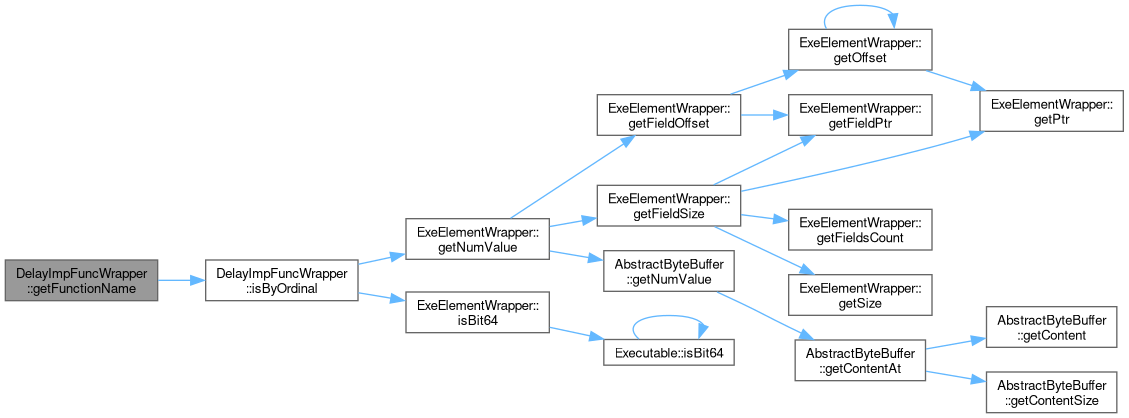 DelayImpFuncWrapper
::getFunctionName
DelayImpFuncWrapper
::isByOrdinal
ExeElementWrapper::
getNumValue
ExeElementWrapper::
isBit64
ExeElementWrapper::
getFieldOffset
ExeElementWrapper::
getFieldSize
AbstractByteBuffer
::getNumValue
Executable::isBit64
ExeElementWrapper::
getOffset
ExeElementWrapper::
getFieldPtr
ExeElementWrapper::
getFieldsCount
ExeElementWrapper::
getSize
AbstractByteBuffer
::getContentAt
ExeElementWrapper::
getPtr
AbstractByteBuffer
::getContent
AbstractByteBuffer
::getContentSize